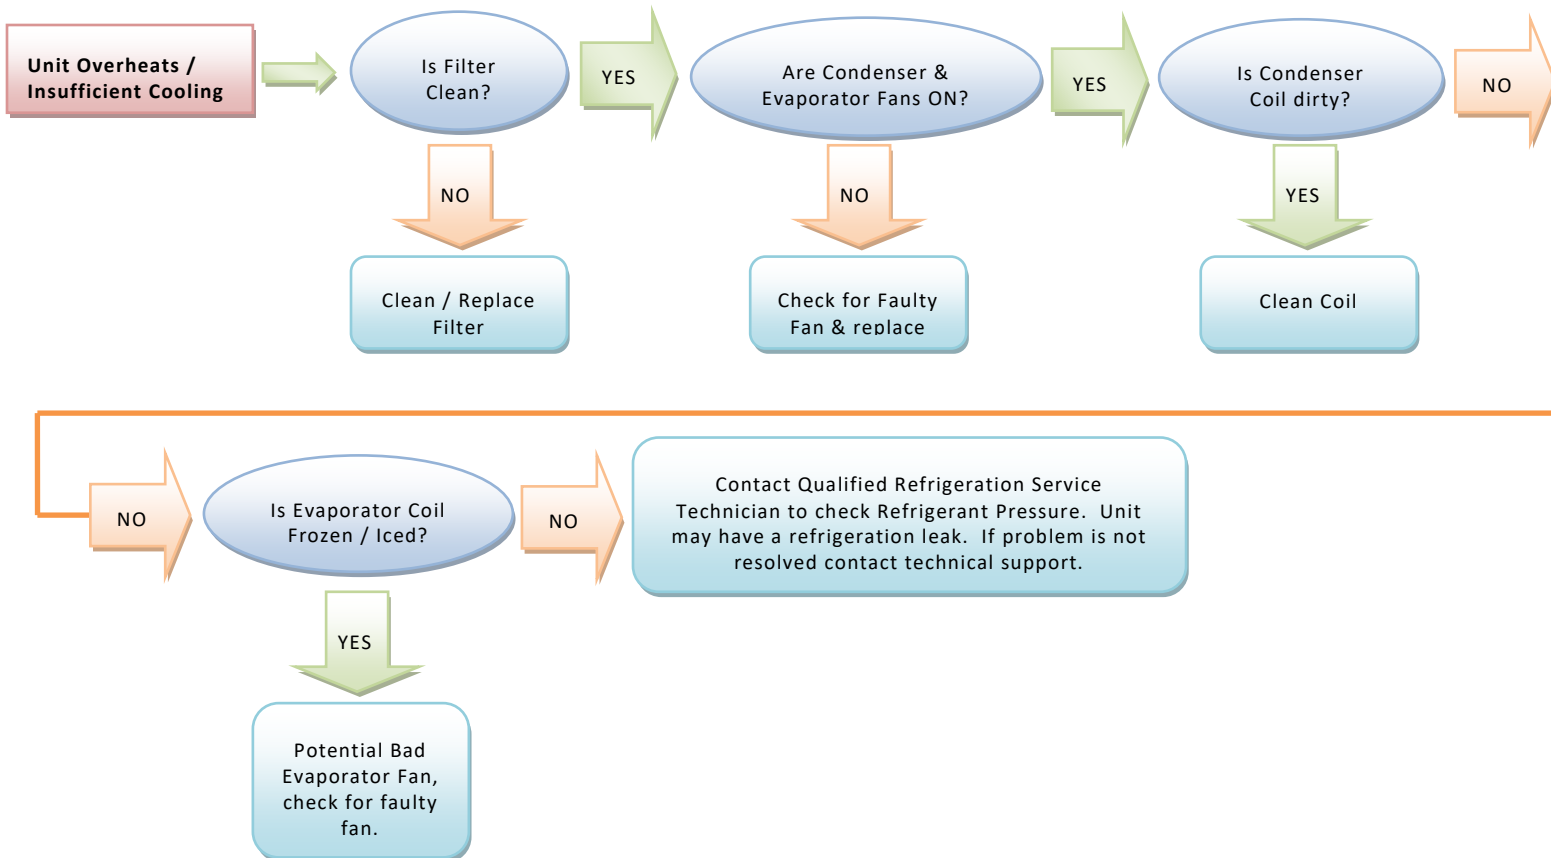 Unit Overheats /
Insufficient Cooling
Is Filter
Clean?
YES
Are Condenser &
Evaporator Fans ON?
YES
Is Condenser
Coil dirty?
NO
NO
NO
YES
Clean / Replace
Filter
Check for Faulty
Fan & replace
Clean Coil
NO
Is Evaporator Coil
Frozen / Iced?
NO
Contact Qualified Refrigeration Service
Technician to check Refrigerant Pressure.  Unit
may have a refrigeration leak.  If problem is not
resolved contact technical support.
YES
Potential Bad
Evaporator Fan,
check for faulty
fan.